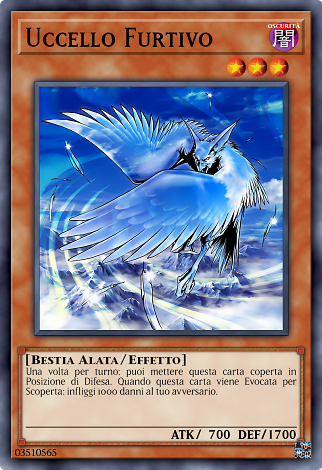 Uccello Furtivo
OSCURITÀ
闇
[Bestia Alata/Effetto]
Una volta per turno: puoi mettere questa carta coperta in
Posizione di Difesa. Quando questa carta viene Evocata per
Scoperta: infliggi 1000 danni al tuo avversario.
ATK/ 700 DEF/1700
03510565